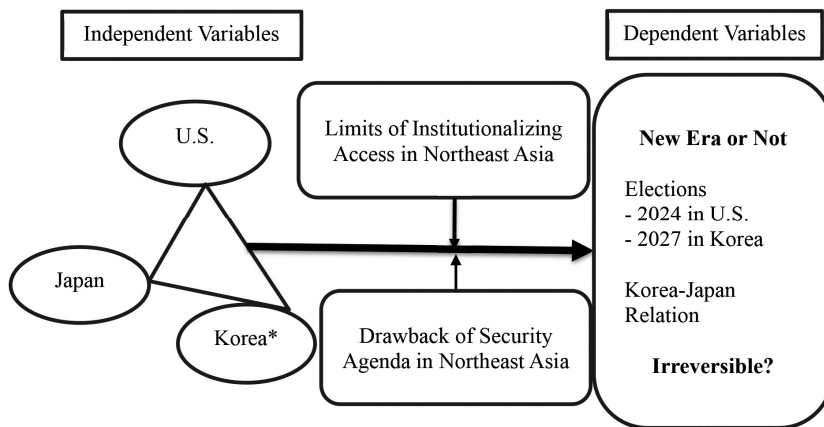 Independent Variables
Dependent Variables
U.S.
Japan
Korea*
Limits of Institutionalizing
Access in Northeast Asia
Drawback of Security
Agenda in Northeast Asia
New Era or Not
Elections
- 2024 in U.S.
- 2027 in Korea
Korea-Japan
Relation
Irreversible?